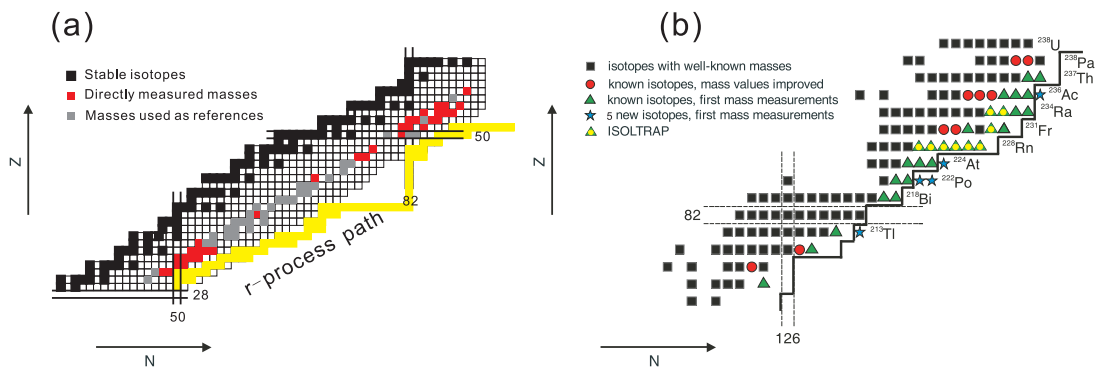 (a)
Stable isotopes
Directly measured masses
Masses used as references
Z
N
50
82
28
50
r-process path
(b)
isotopes with well-known masses
known isotopes, mass values improved
known isotopes, first mass measurements
5 new isotopes, first mass measurements
ISOLTRAP
Z
N
82
126
²³⁸U
²³⁸Pa
²³⁷Th
²³⁶Ac
²³⁴Ra
²³¹Fr
²²⁸Rn
²²⁴At
²²²Po
²¹⁸Bi
²¹³Tl